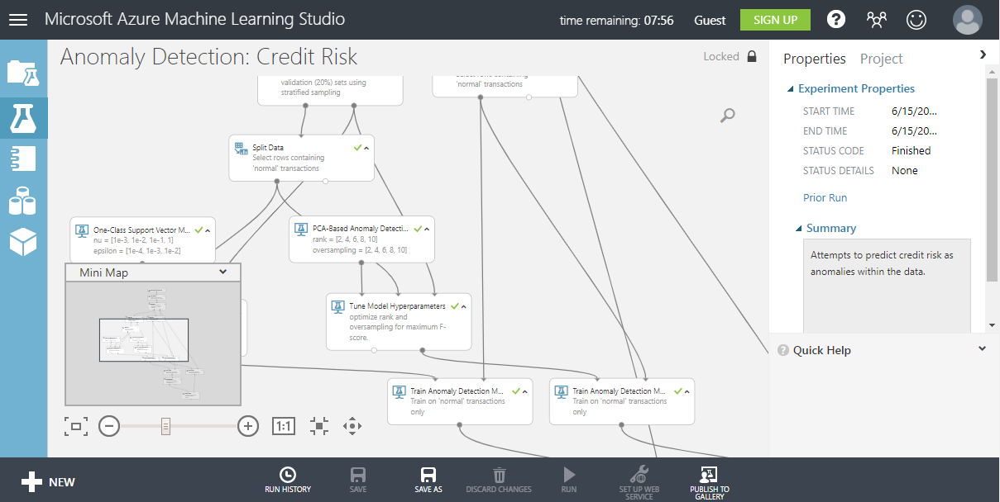 Microsoft Azure Machine Learning Studio
time remaining: 07:56
Guest
SIGN UP
?
Anomaly Detection: Credit Risk
Locked
validation (20%) sets using
stratified sampling
'normal' transactions
Split Data
Select rows containing
'normal' transactions
One-Class Support Vector M...
nu = [1e-3, 1e-2, 1e-1, 1]
epsilon = [1e-4, 1e-3, 1e-2]
PCA-Based Anomaly Detecti...
rank = [2, 4, 6, 8, 10]
oversampling = [2, 4, 6, 8, 10]
Mini Map
Tune Model Hyperparameters
optimize rank and
oversampling for maximum F-
score.
Train Anomaly Detection M...
Train on 'normal' transactions
only
Train Anomaly Detection M...
Train on 'normal' transactions
only
1:1
Properties
Project
Experiment Properties
START TIME 6/15/20...
END TIME 6/15/20...
STATUS CODE Finished
STATUS DETAILS None
Prior Run
Summary
Attempts to predict credit risk as
anomalies within the data.
? Quick Help
NEW
RUN HISTORY
SAVE
SAVE AS
DISCARD CHANGES
RUN
SET UP WEB
SERVICE
PUBLISH TO
GALLERY